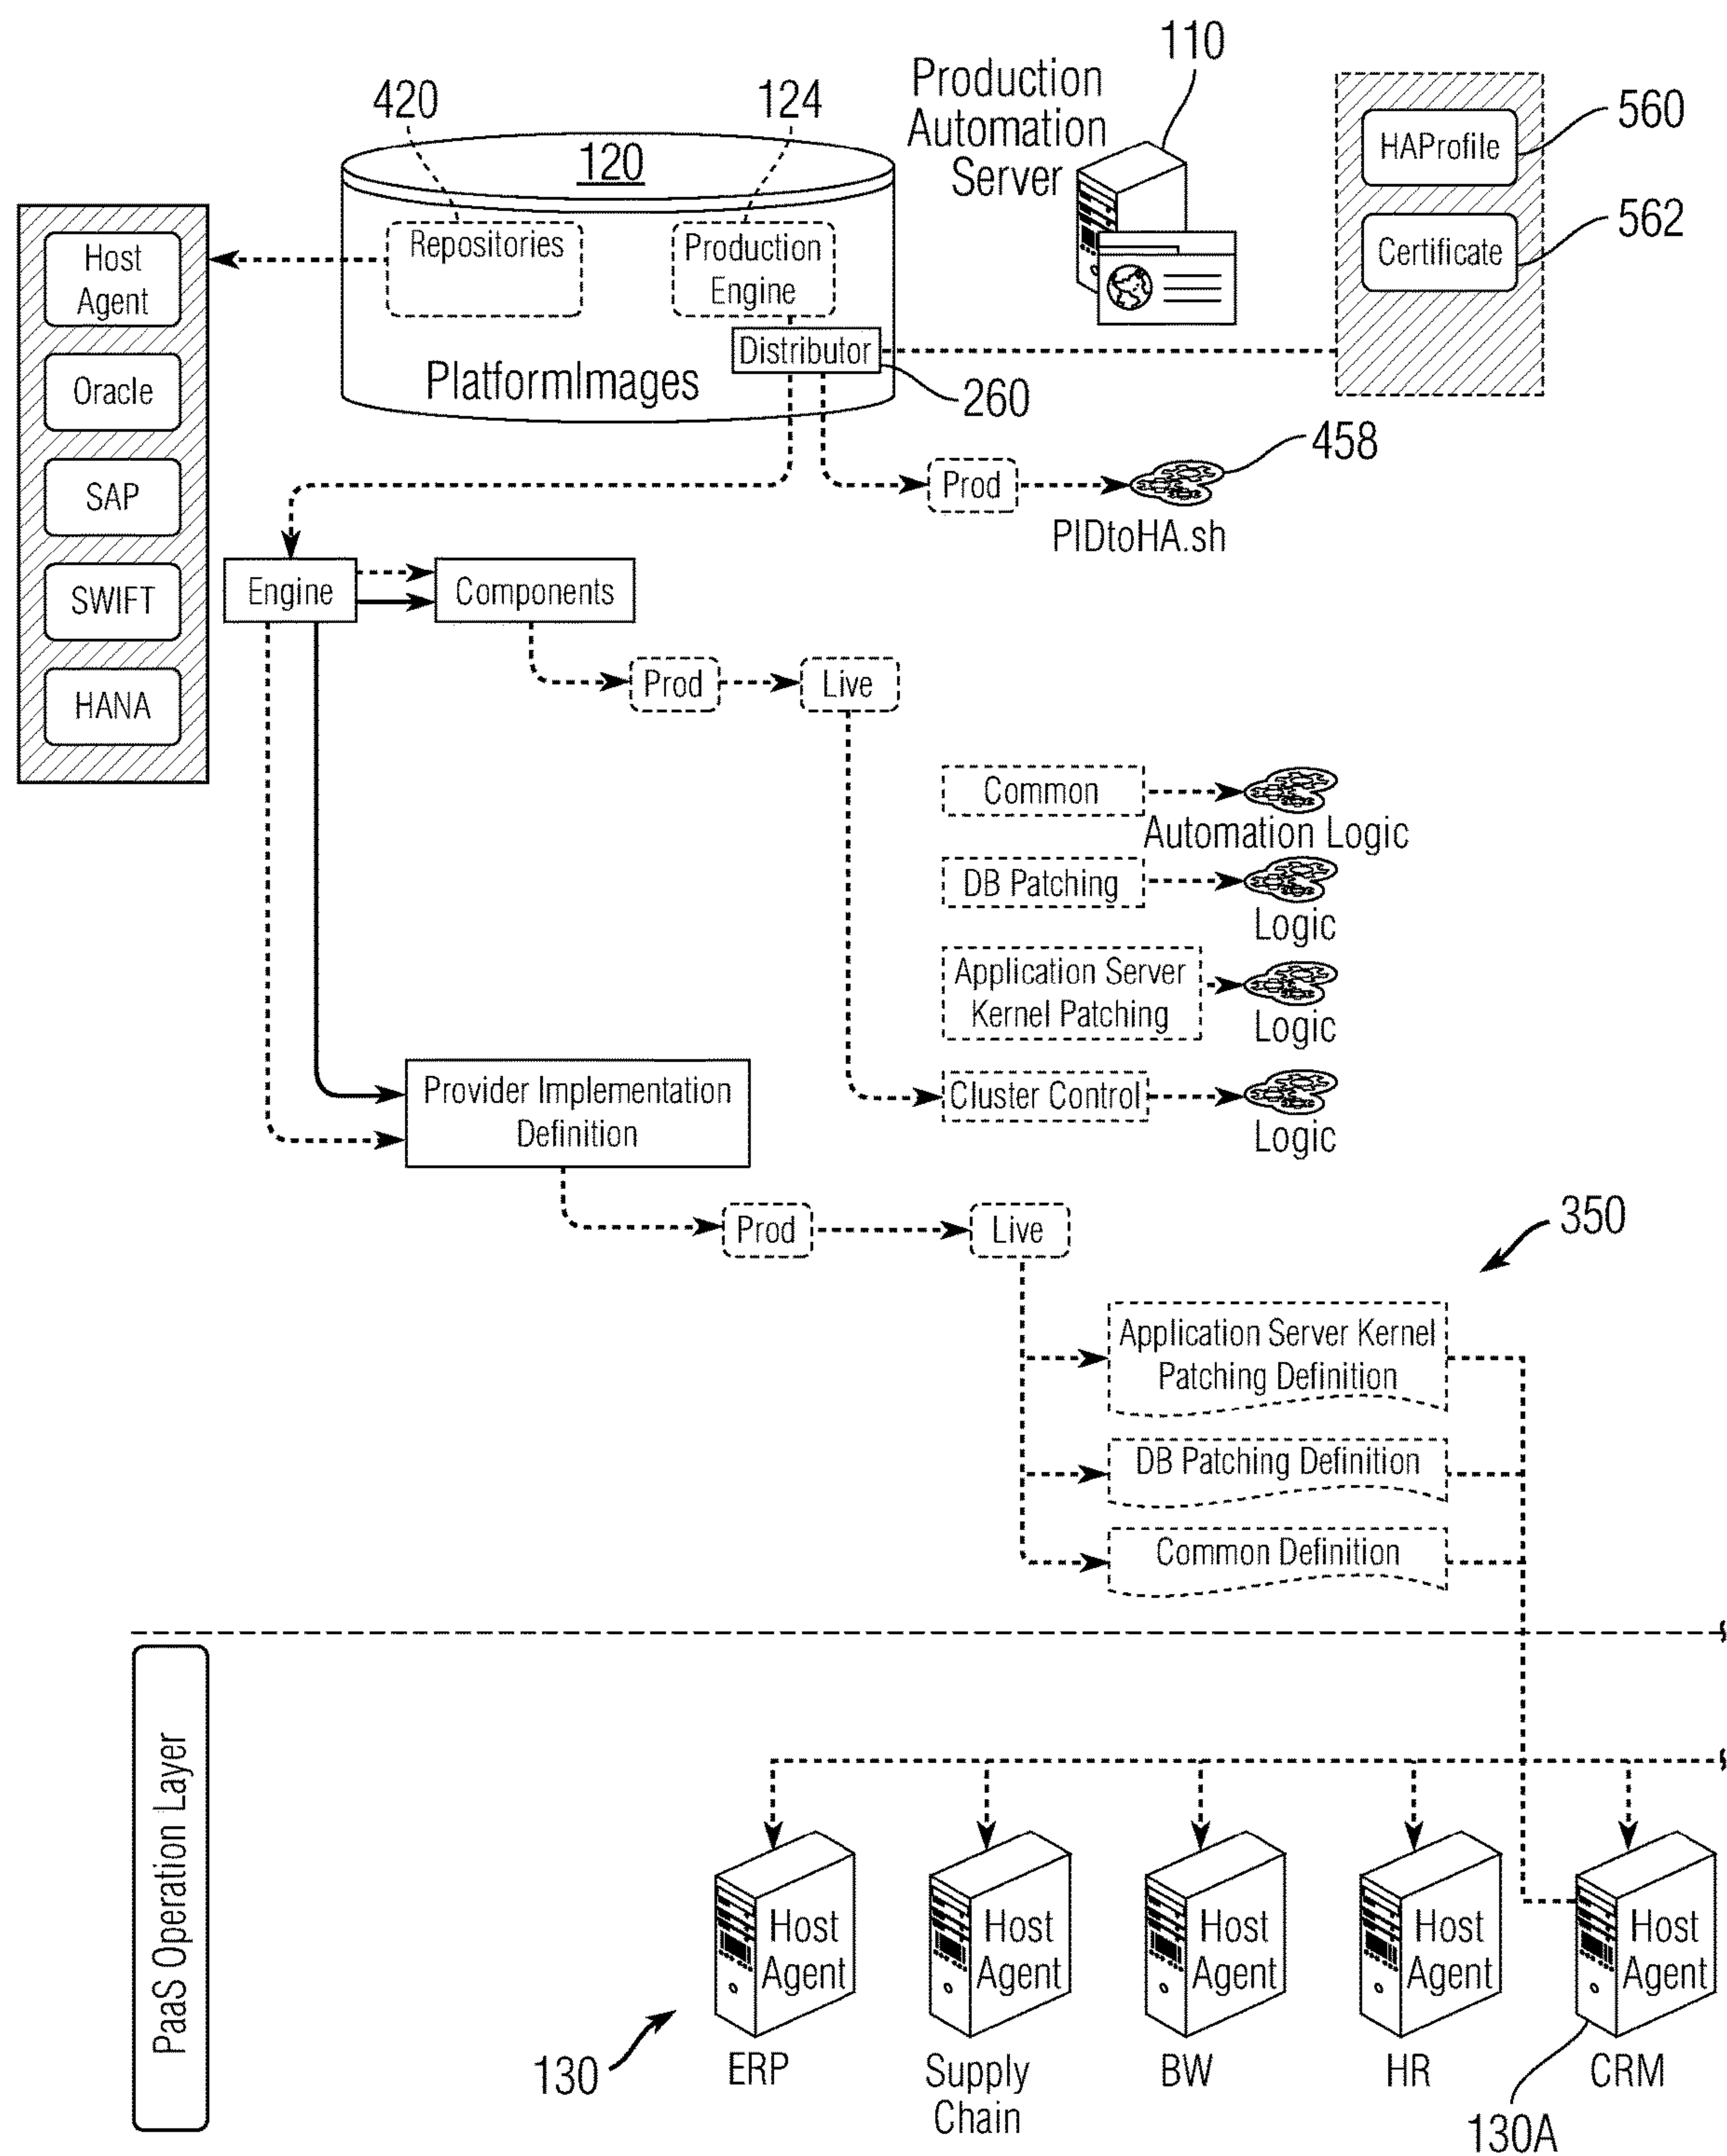 110
Production
Automation
Server
420
124
120
560
HAProfile
562
Certificate
Repositories
Production
Engine
Distributor
PlatformImages
260
Host
Agent
Oracle
SAP
SWIFT
HANA
458
Prod
PIDtoHA.sh
Engine
Components
Prod
Live
Common
Automation Logic
DB Patching
Logic
Application Server
Kernel Patching
Logic
Cluster Control
Logic
Provider Implementation
Definition
Prod
Live
350
Application Server Kernel
Patching Definition
DB Patching Definition
Common Definition
PaaS Operation Layer
Host
Agent
Host
Agent
Host
Agent
Host
Agent
Host
Agent
130
ERP
Supply
Chain
BW
HR
CRM
130A